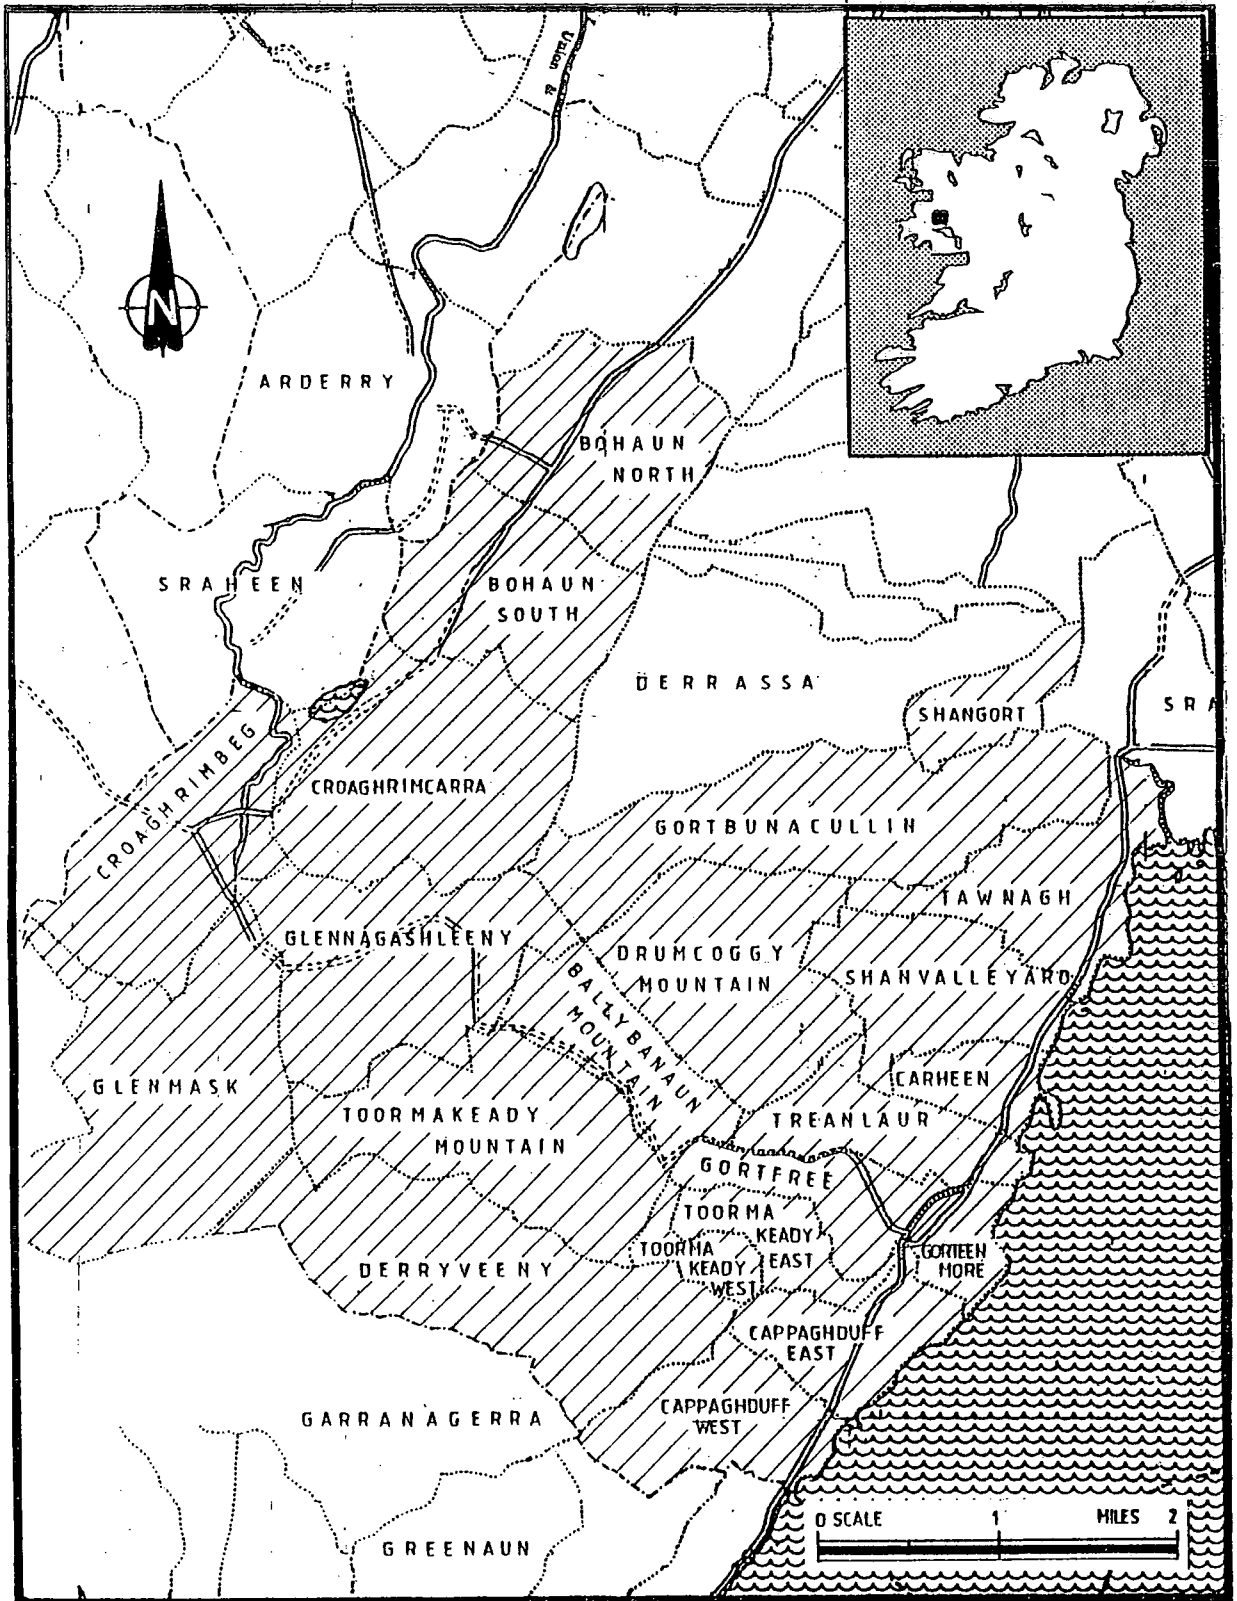 Union &
N
ARDERRY
BOHAUN
NORTH
SRAHEEN
BOHAUN
SOUTH
DERRASSA
SHANGORT
SRA
CROAGHRIMBEG
CROAGHRIMCARRA
GORTBUNACULLIN
TAWNAGH
GLENNAGASHLEENY
DRUMCOGGY
MOUNTAIN
SHANVALLEYARD
BALLYBANAUN
MOUNTAIN
GLENMASK
CARHEEN
TOORMAKEADY
MOUNTAIN
TREANLAUR
GORTFREE
TOORMA
KEADY
EAST
TOORMA
KEADY
WEST
GORTEEN
MORE
DERRYVEENY
CAPPAGHDUFF
EAST
CAPPAGHDUFF
WEST
GARRANAGERRA
GREENAUN
0 SCALE 1 MILES 2